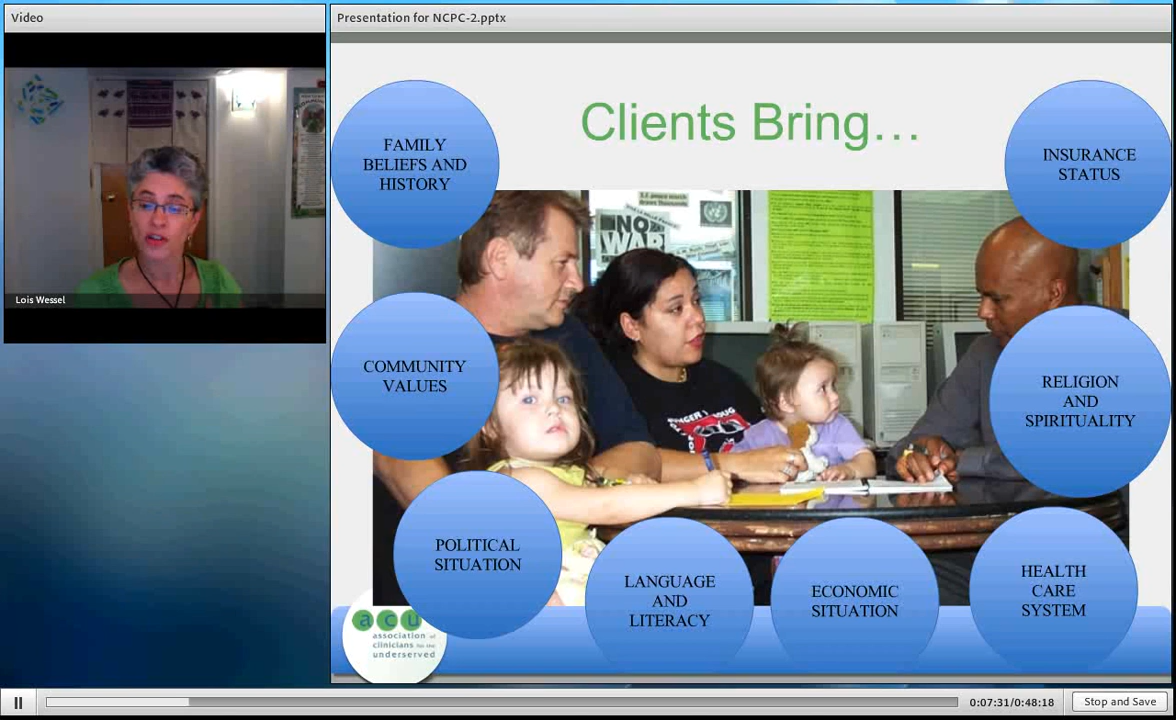 Video
Presentation for NCPC-2.pptx
Lois Wessel
Clients Bring…
FAMILY
BELIEFS AND
HISTORY
INSURANCE
STATUS
NO
WAR
COMMUNITY
VALUES
RELIGION
AND
SPIRITUALITY
POLITICAL
SITUATION
LANGUAGE
AND
LITERACY
ECONOMIC
SITUATION
HEALTH
CARE
SYSTEM
acu
association of
clinicians for the
underserved
0:07:31/0:48:18
Stop and Save